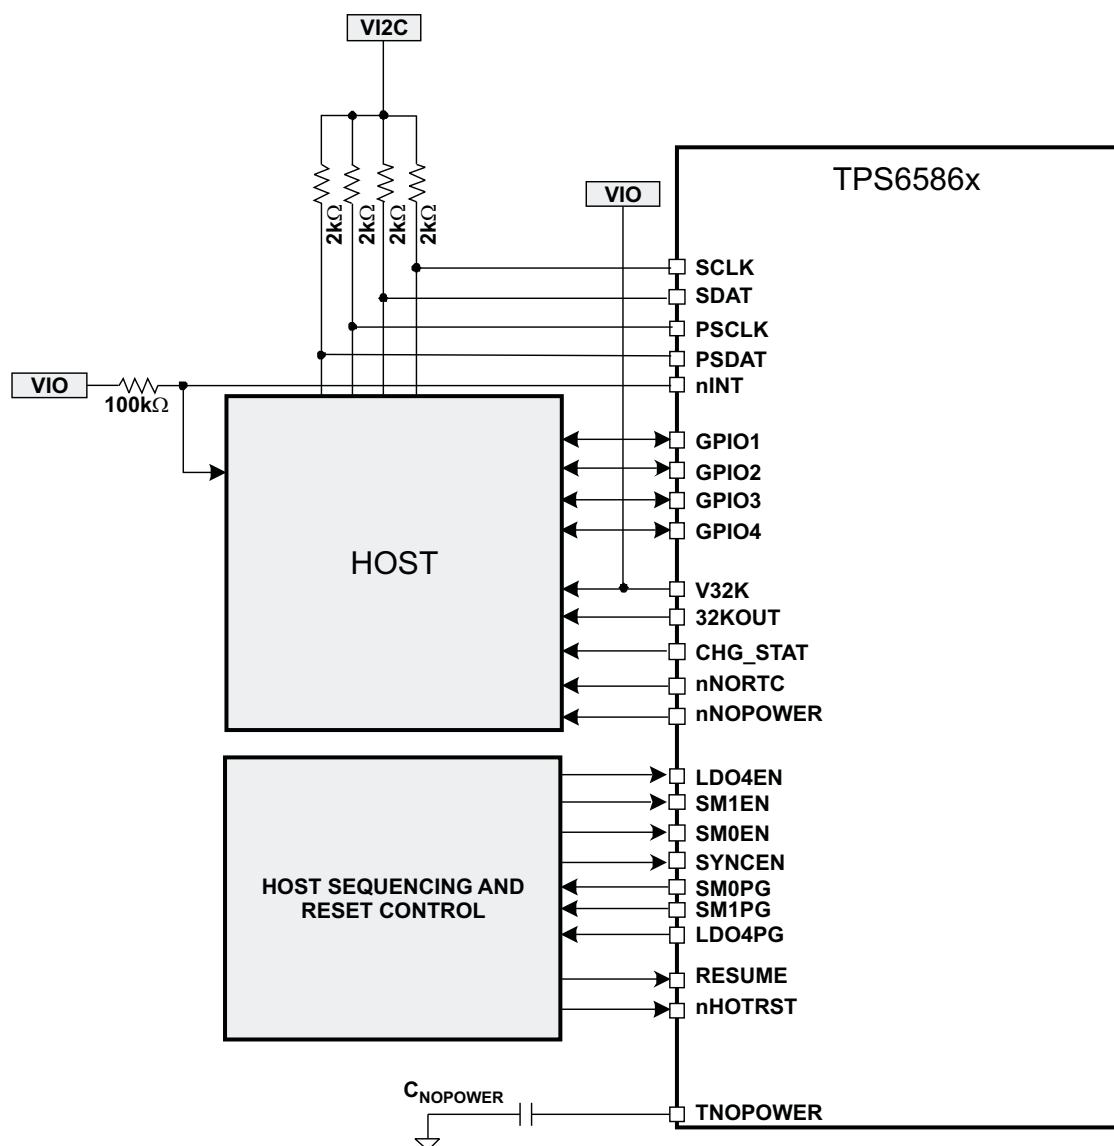 VI2C
TPS6586x
VIO
2kΩ
2kΩ
2kΩ
2kΩ
SCLK
SDAT
PSCLK
PSDAT
nINT
VIO
100kΩ
GPIO1
GPIO2
GPIO3
GPIO4
HOST
V32K
32KOUT
CHG_STAT
nNORTC
nNOPOWER
LDO4EN
SM1EN
SM0EN
SYNCEN
SM0PG
SM1PG
LDO4PG
HOST SEQUENCING AND
RESET CONTROL
RESUME
nHOTRST
CNOPOWER
TNOPOWER